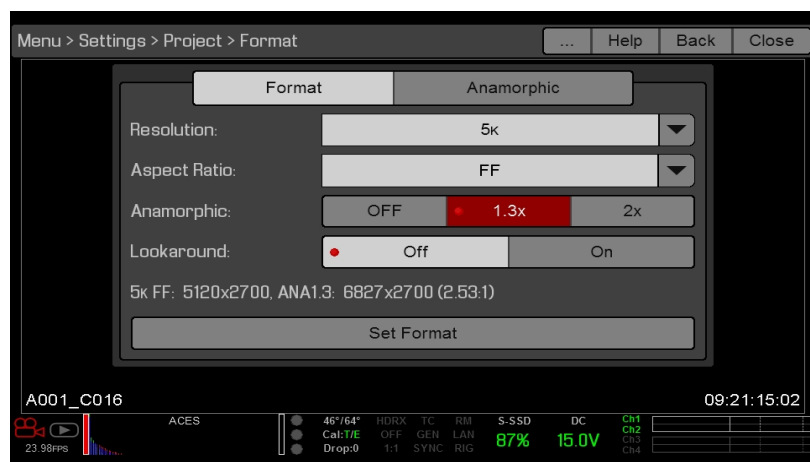 Menu > Settings > Project > Format ... Help Back Close
Format Anamorphic
Resolution: 5K
Aspect Ratio: FF
Anamorphic: OFF 1.3x 2x
Lookaround: Off On
5K FF: 5120x2700, ANA1.3: 6827x2700 (2.53:1)
Set Format
A001_C016 09:21:15:02
ACES 46°/64° HDRX TC RM S-SSD DC Ch1
Cal:T/E OFF GEN LAN 87% 15.0V Ch2
23.98FPS Drop:0 1:1 SYNC RIG Ch3
Ch4